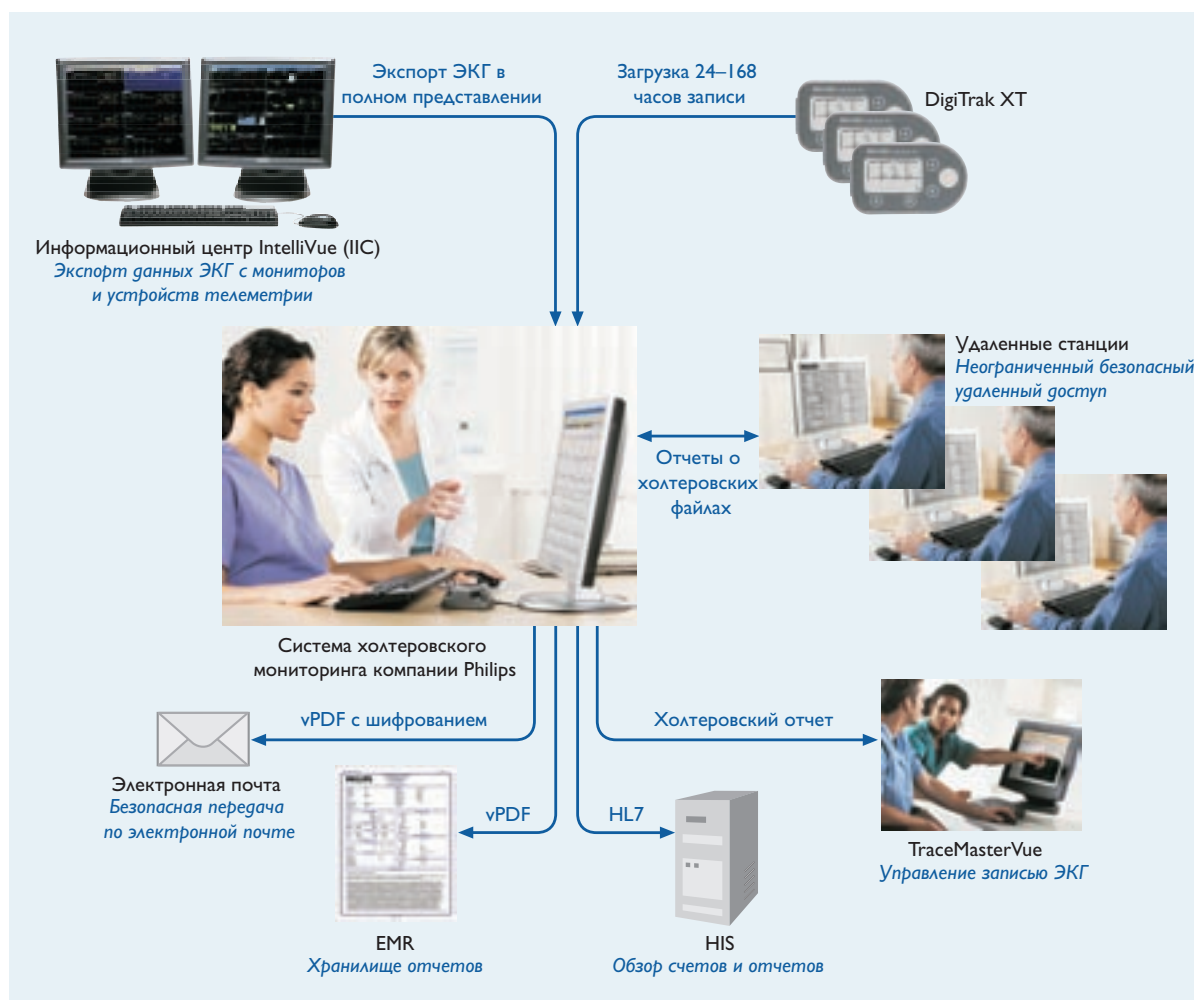 Экспорт ЭКГ в
полном представлении
Загрузка 24–168
часов записи
DigiTrak XT
Информационный центр IntelliVue (IIC)
Экспорт данных ЭКГ с мониторов
и устройств телеметрии
Удаленные станции
Неограниченный безопасный
удаленный доступ
Отчеты о
холтеровских
файлах
Система холтеровского
мониторинга компании Philips
vPDF с шифрованием
Холтеровский отчет
Электронная почта
Безопасная передача
по электронной почте
vPDF
HL7
TraceMasterVue
Управление записью ЭКГ
EMR
Хранилище отчетов
HIS
Обзор счетов и отчетов